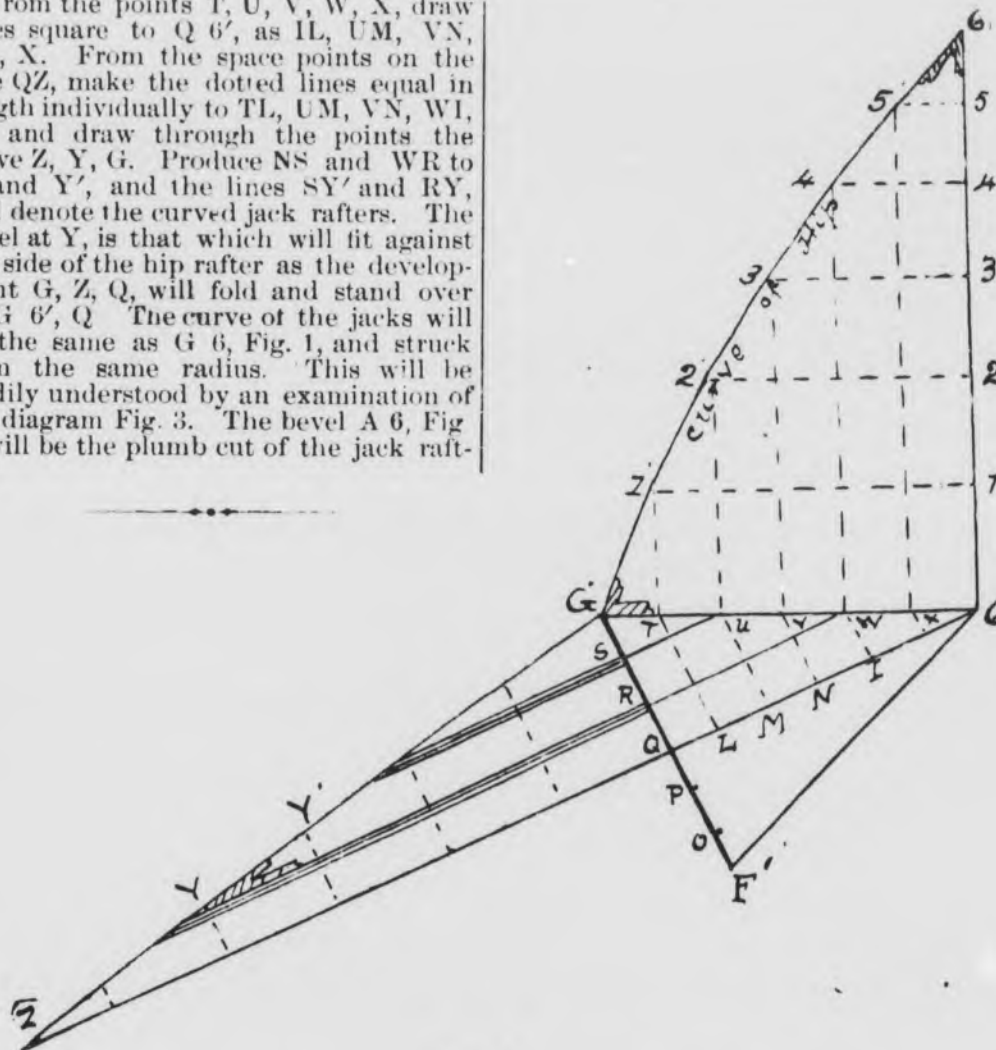 from the points T, U, V, W, X, draw
es square to Q 6′, as IL, UM, VN,
, X. From the space points on the
e QZ, make the dotted lines equal in
gth individually to TL, UM, VN, WI,
and draw through the points the
ve Z, Y, G. Produce NS and WR to
and Y′, and the lines SY′ and RY,
l denote the curved jack rafters. The
el at Y, is that which will fit against
side of the hip rafter as the develop-
nt G, Z, Q, will fold and stand over
G 6′, Q The curve of the jacks will
the same as G 6, Fig. 1, and struck
m the same radius. This will be
dily understood by an examination of
diagram Fig. 3. The bevel A 6, Fig
will be the plumb cut of the jack raft-
6
5 5
4 4
Curve of Hip
3 3
2 2
1 1
G 6
T U V W X
S
R
Q L M N I
P
O
F'
Y'
Y
Z